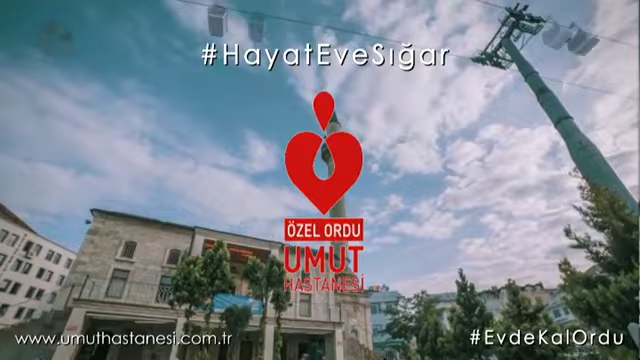 #HayatEveSığar
ÖZEL ORDU
UMUT
HASTANESİ
www.umuthastanesi.com.tr
#EvdeKalOrdu